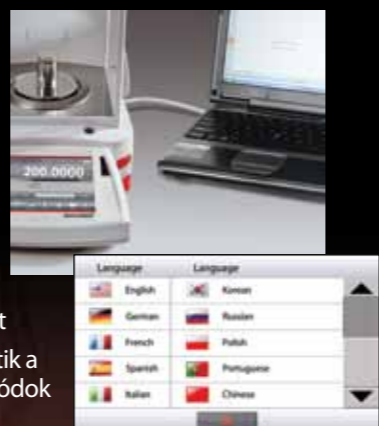 200.0000
Language Language
English Korean
German Russian
French Polish
Spanish Portuguese
Italian Chinese
t
tik a
ódok